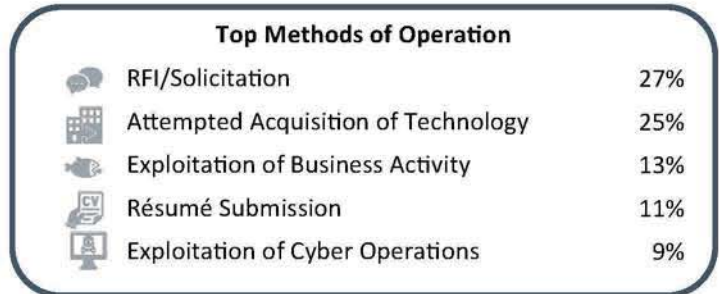 Top Methods of Operation
RFI/Solicitation 27%
Attempted Acquisition of Technology 25%
Exploitation of Business Activity 13%
CV Résumé Submission 11%
Exploitation of Cyber Operations 9%